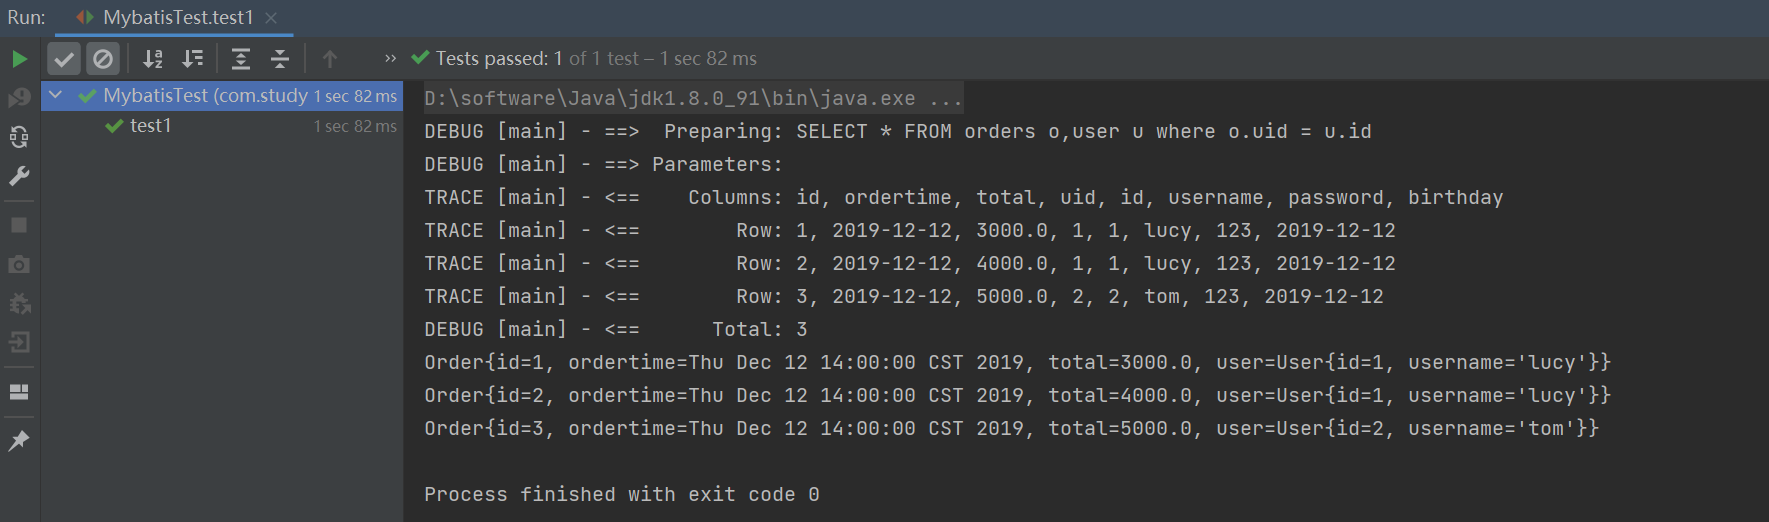 Run: MybatisTest.test1
Tests passed: 1 of 1 test – 1 sec 82 ms
MybatisTest (com.study 1 sec 82 ms
test1 1 sec 82 ms
D:\software\Java\jdk1.8.0_91\bin\java.exe ...
DEBUG [main] - ==>  Preparing: SELECT * FROM orders o,user u where o.uid = u.id
DEBUG [main] - ==> Parameters:
TRACE [main] - <==    Columns: id, ordertime, total, uid, id, username, password, birthday
TRACE [main] - <==        Row: 1, 2019-12-12, 3000.0, 1, 1, lucy, 123, 2019-12-12
TRACE [main] - <==        Row: 2, 2019-12-12, 4000.0, 1, 1, lucy, 123, 2019-12-12
TRACE [main] - <==        Row: 3, 2019-12-12, 5000.0, 2, 2, tom, 123, 2019-12-12
DEBUG [main] - <==      Total: 3
Order{id=1, ordertime=Thu Dec 12 14:00:00 CST 2019, total=3000.0, user=User{id=1, username='lucy'}}
Order{id=2, ordertime=Thu Dec 12 14:00:00 CST 2019, total=4000.0, user=User{id=1, username='lucy'}}
Order{id=3, ordertime=Thu Dec 12 14:00:00 CST 2019, total=5000.0, user=User{id=2, username='tom'}}
Process finished with exit code 0